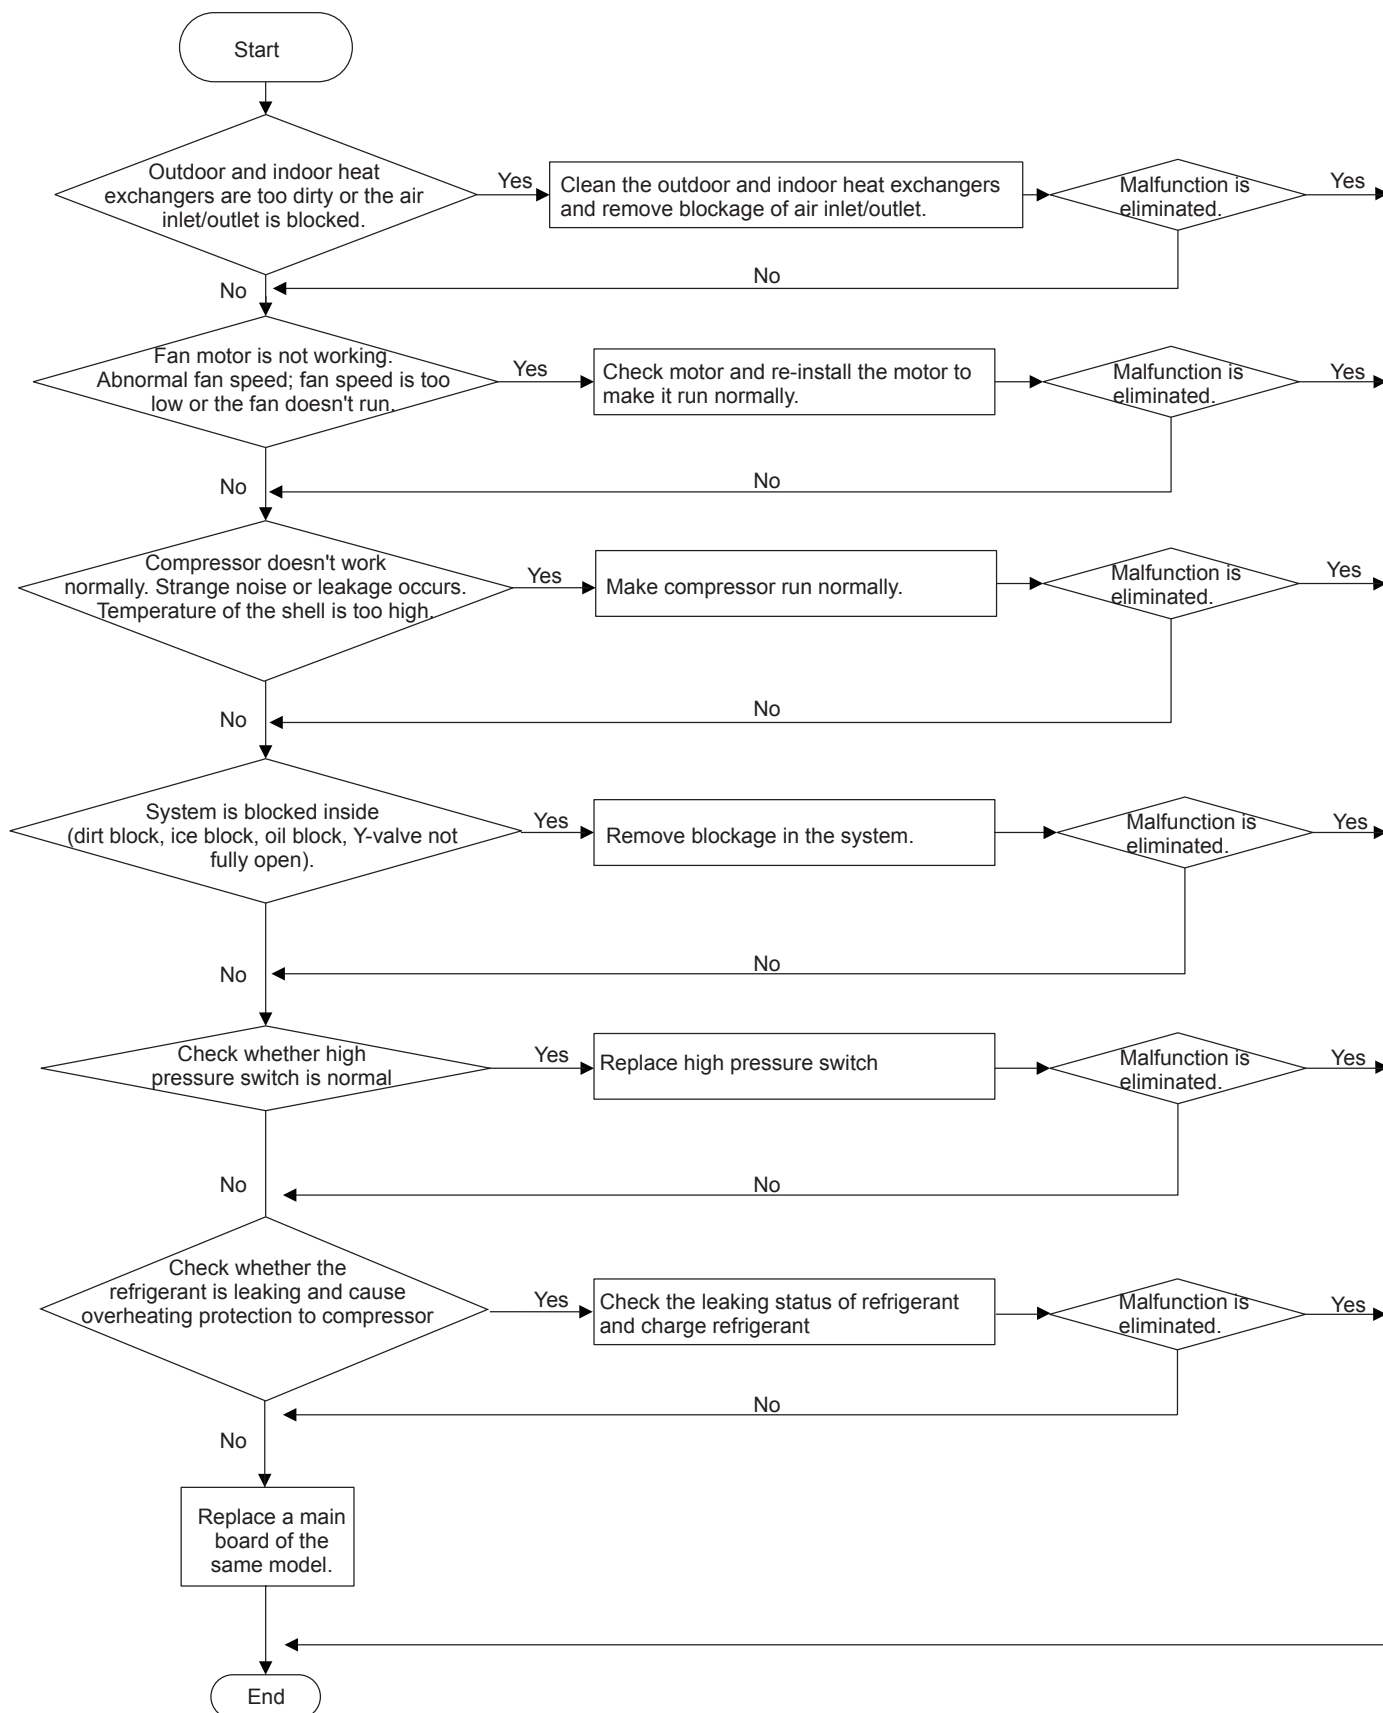 Start
Outdoor and indoor heat
exchangers are too dirty or the air
inlet/outlet is blocked.
Yes
Clean the outdoor and indoor heat exchangers
and remove blockage of air inlet/outlet.
Malfunction is
eliminated.
Yes
No
No
Fan motor is not working.
Abnormal fan speed; fan speed is too
low or the fan doesn't run.
Yes
Check motor and re-install the motor to
make it run normally.
Malfunction is
eliminated.
Yes
No
No
Compressor doesn't work
normally. Strange noise or leakage occurs.
Temperature of the shell is too high.
Yes
Make compressor run normally.
Malfunction is
eliminated.
Yes
No
No
System is blocked inside
(dirt block, ice block, oil block, Y-valve not
fully open).
Yes
Remove blockage in the system.
Malfunction is
eliminated.
Yes
No
No
Check whether high
pressure switch is normal
Yes
Replace high pressure switch
Malfunction is
eliminated.
Yes
No
No
Check whether the
refrigerant is leaking and cause
overheating protection to compressor
Yes
Check the leaking status of refrigerant
and charge refrigerant
Malfunction is
eliminated.
Yes
No
No
Replace a main
board of the
same model.
End